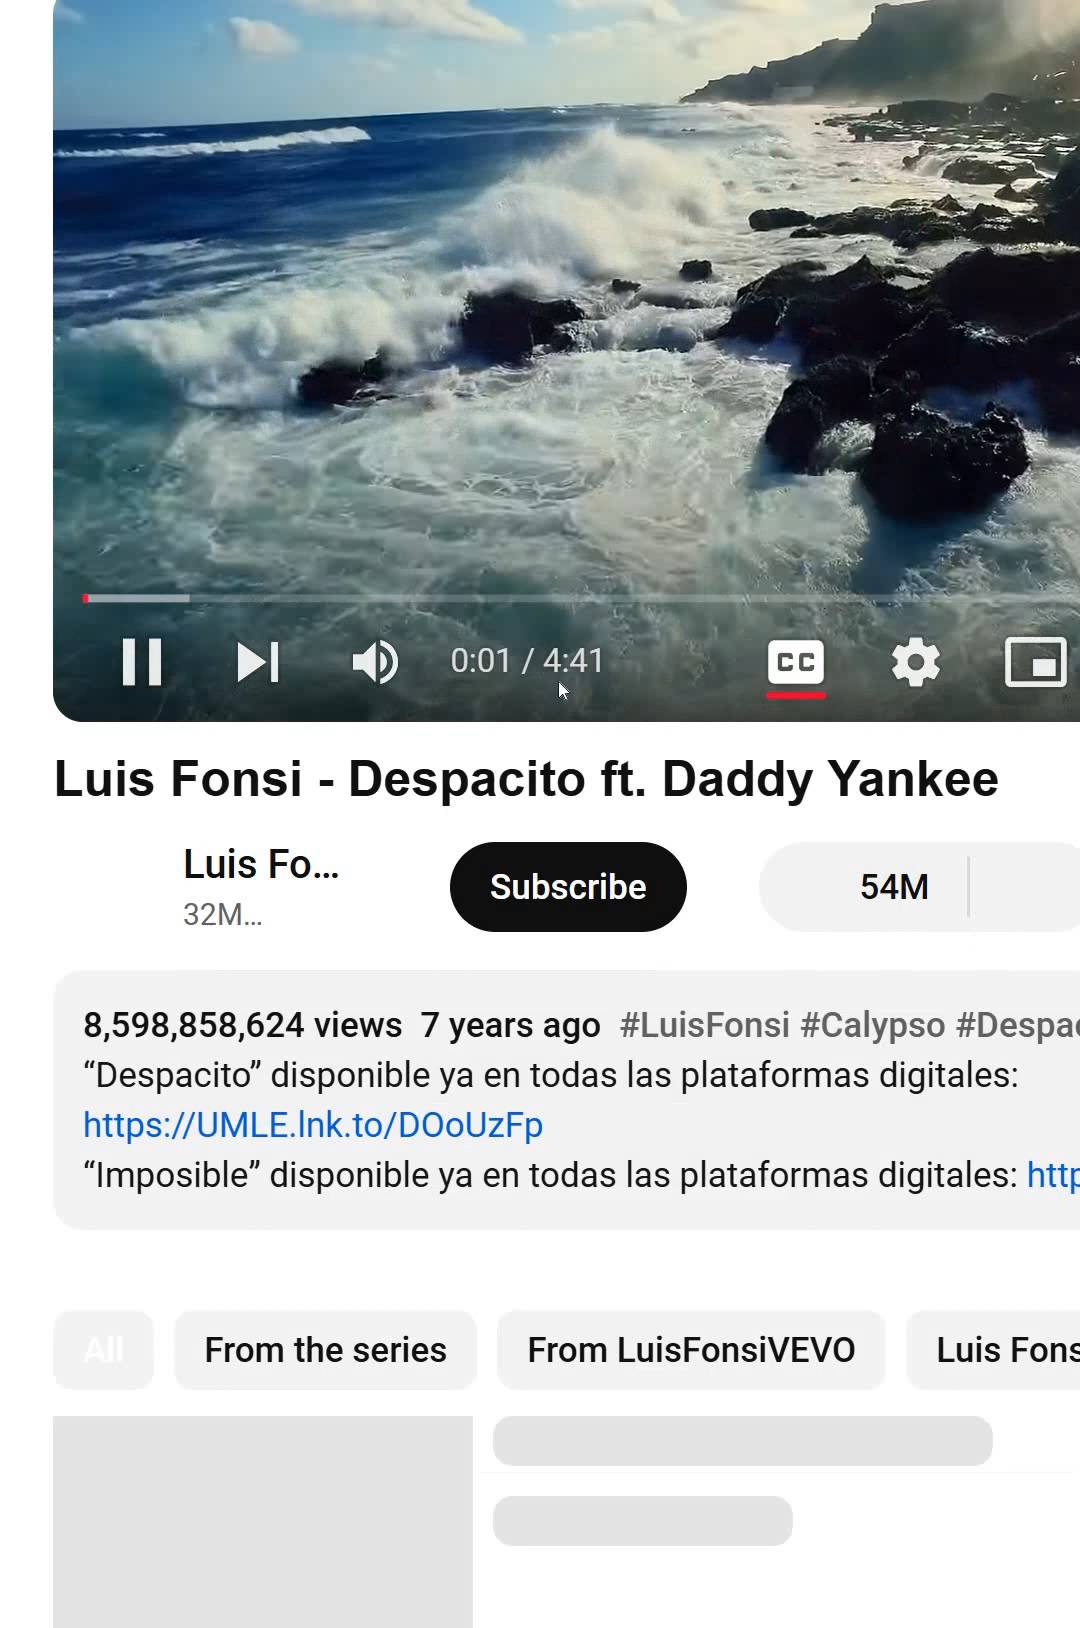 CC
0:01 / 4:41
Luis Fonsi - Despacito ft. Daddy Yankee
Luis Fo...
32M...
Subscribe
54M
8,598,858,624 views 7 years ago #LuisFonsi #Calypso #Despac
“Despacito” disponible ya en todas las plataformas digitales:
https://UMLE.lnk.to/DOoUzFp
“Imposible” disponible ya en todas las plataformas digitales: http
All
From the series
From LuisFonsiVEVO
Luis Fons